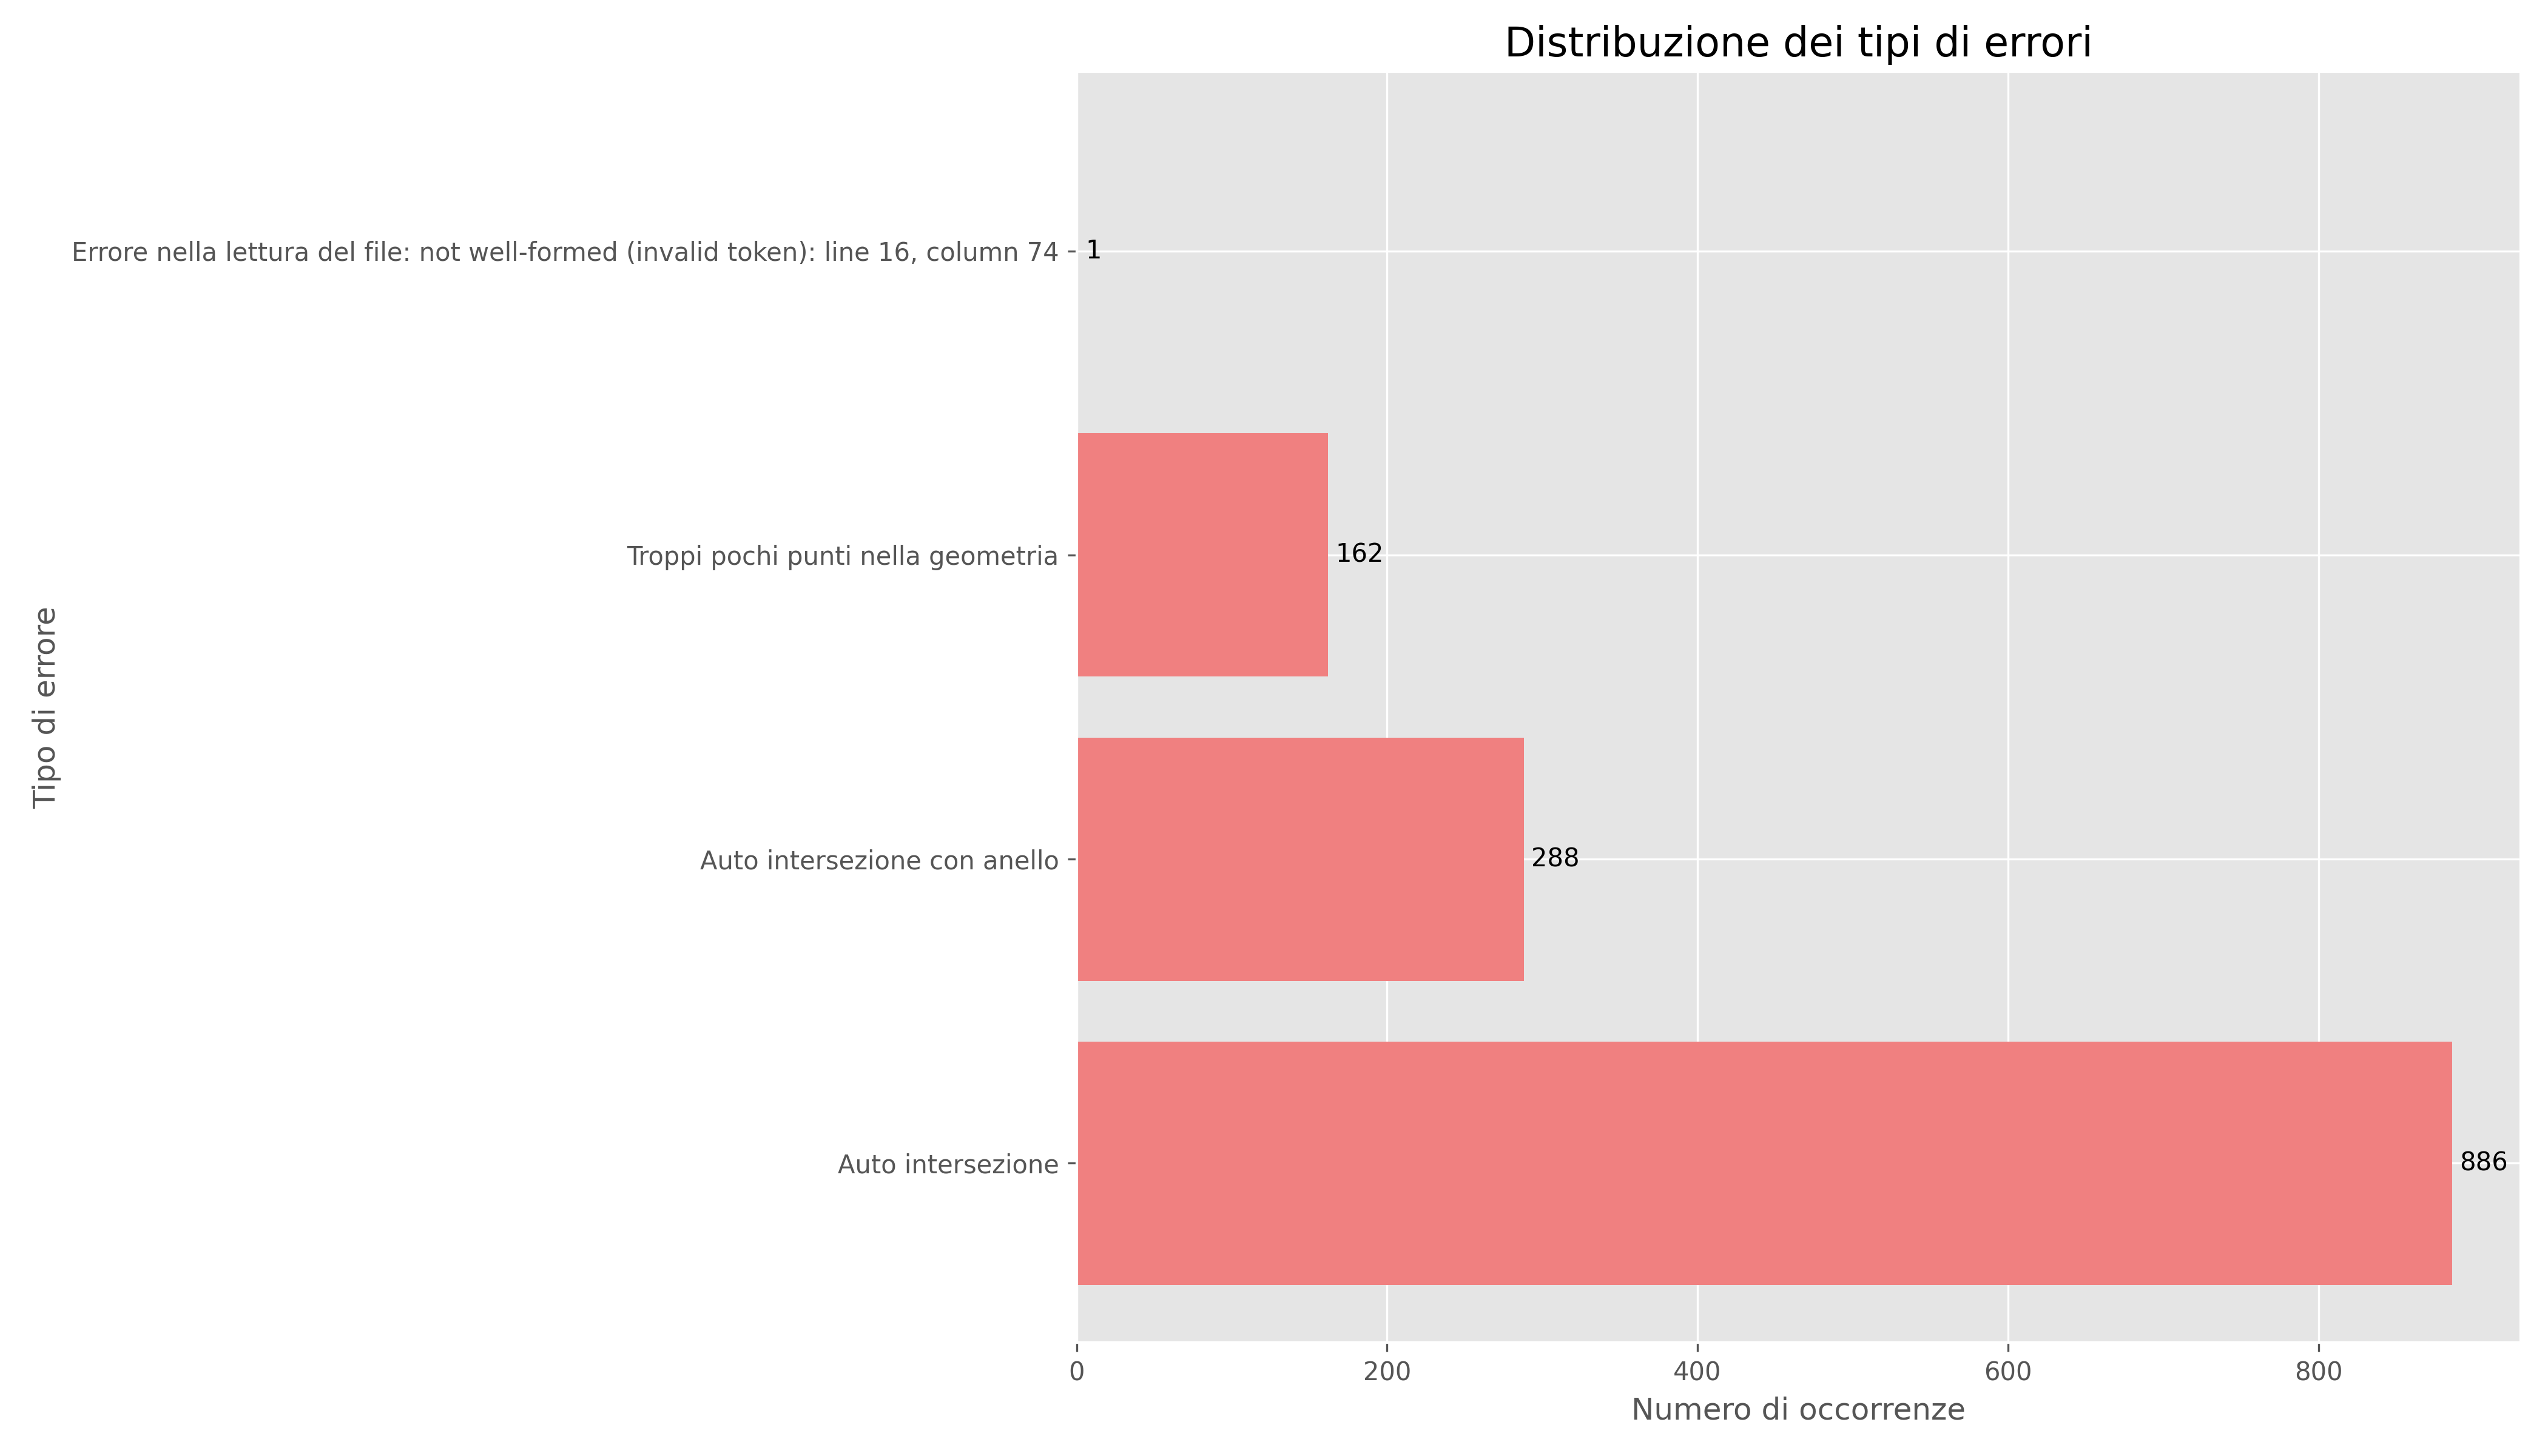 Distribuzione dei tipi di errori
Tipo di errore
Errore nella lettura del file: not well-formed (invalid token): line 16, column 74
1
Troppi pochi punti nella geometria
162
Auto intersezione con anello
288
Auto intersezione
886
0 200 400 600 800
Numero di occorrenze